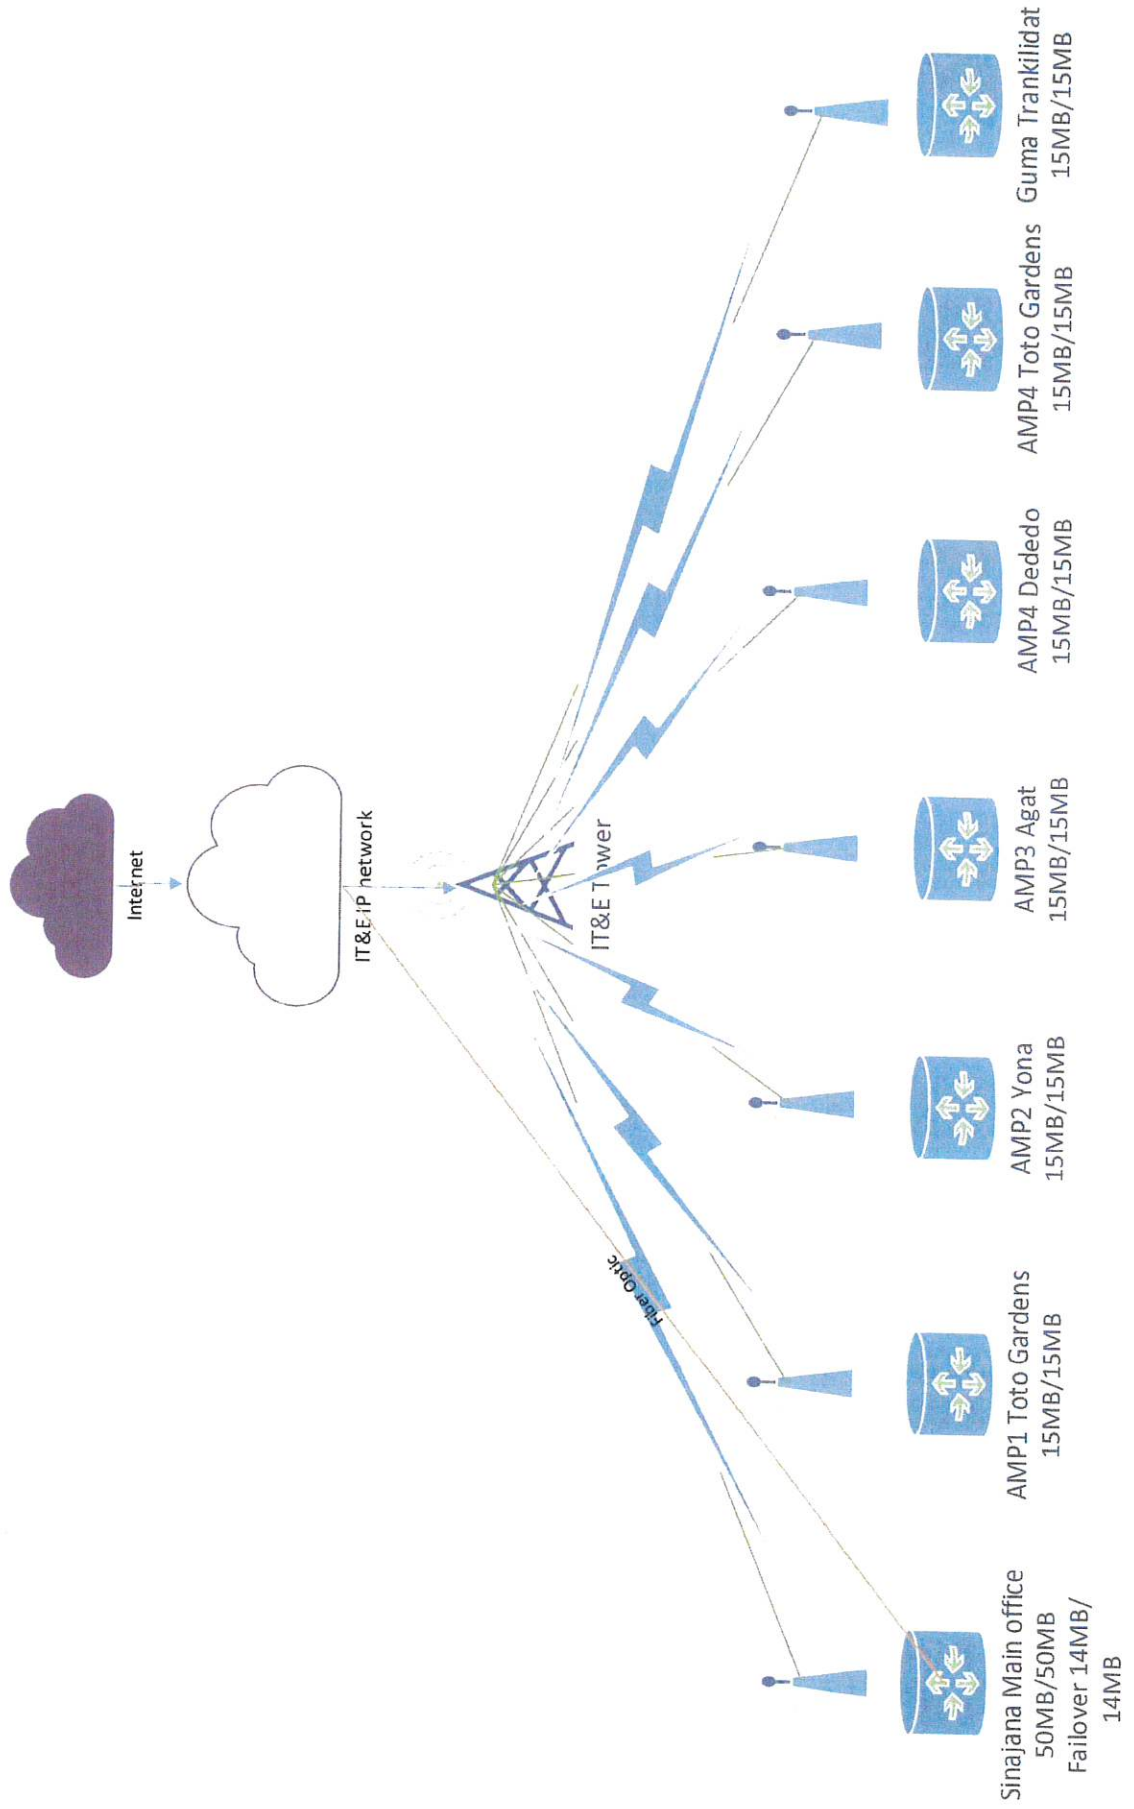 Internet
IT&E IP network
IT&E Tower
Fiber Optic
Sinajana Main office
50MB/50MB
Failover 14MB/
14MB
AMP1 Toto Gardens
15MB/15MB
AMP2 Yona
15MB/15MB
AMP3 Agat
15MB/15MB
AMP4 Dededo
15MB/15MB
AMP4 Toto Gardens
15MB/15MB
Guma Trankilidat
15MB/15MB